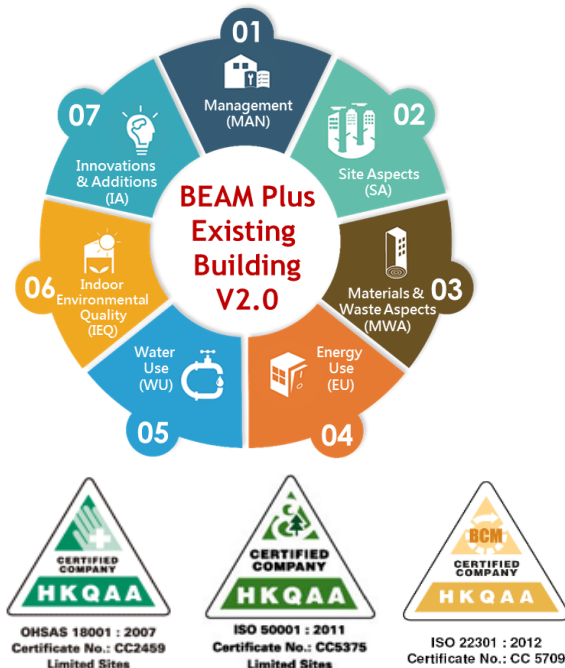 01
Management
(MAN)
02
Site Aspects
(SA)
03
Materials &
Waste Aspects
(MWA)
04
Energy
Use
(EU)
05
Water
Use
(WU)
06
Indoor
Environmental
Quality
(IEQ)
07
Innovations
& Additions
(IA)
BEAM Plus
Existing
Building
V2.0
CERTIFIED
COMPANY
HKQAA
OHSAS 18001 : 2007
Certificate No.: CC2459
Limited Sites
CERTIFIED
COMPANY
HKQAA
ISO 50001 : 2011
Certificate No.: CC5375
Limited Sites
BCM
CERTIFIED
COMPANY
HKQAA
ISO 22301 : 2012
Certificate No.: CC 5709